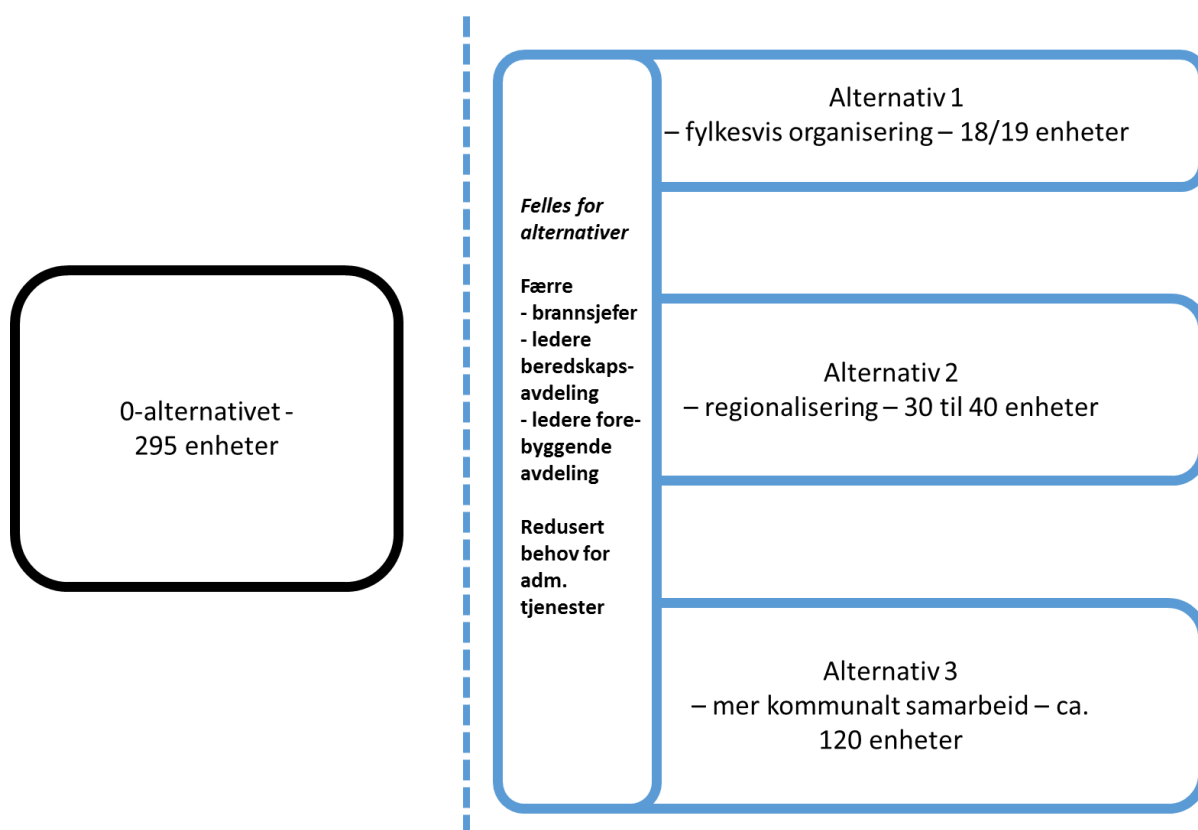 0-alternativet -
295 enheter
Felles for
alternativer
Færre
- brannsjefer
- ledere
beredskaps-
avdeling
- ledere fore-
byggende
avdeling
Redusert
behov for
adm.
tjenester
Alternativ 1
– fylkesvis organisering – 18/19 enheter
Alternativ 2
– regionalisering – 30 til 40 enheter
Alternativ 3
– mer kommunalt samarbeid – ca.
120 enheter